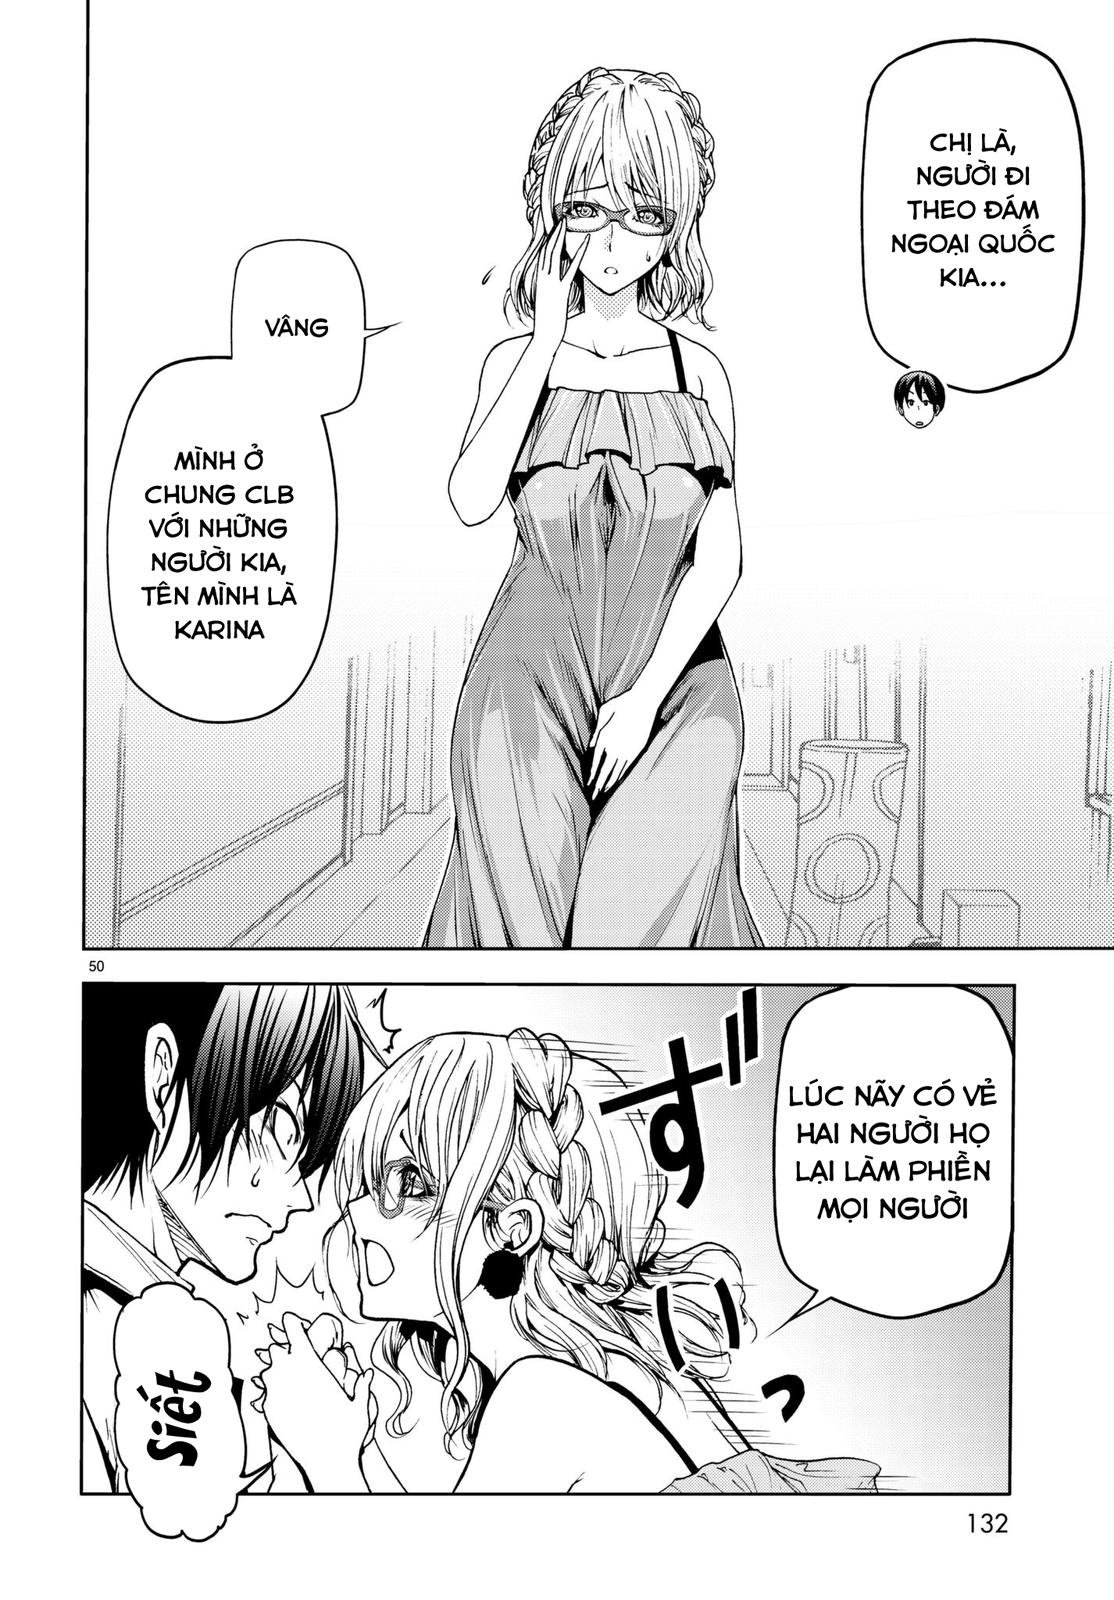 CHỊ LÀ,
NGƯỜI ĐI
THEO ĐÁM
NGOẠI QUỐC
KIA...
VÂNG
MÌNH Ở
CHUNG CLB
VỚI NHỮNG
NGƯỜI KIA,
TÊN MÌNH LÀ
KARINA
50
LÚC NÃY CÓ VẺ
HAI NGƯỜI HỌ
LẠI LÀM PHIỀN
MỌI NGƯỜI
ずいっ
Siết
132